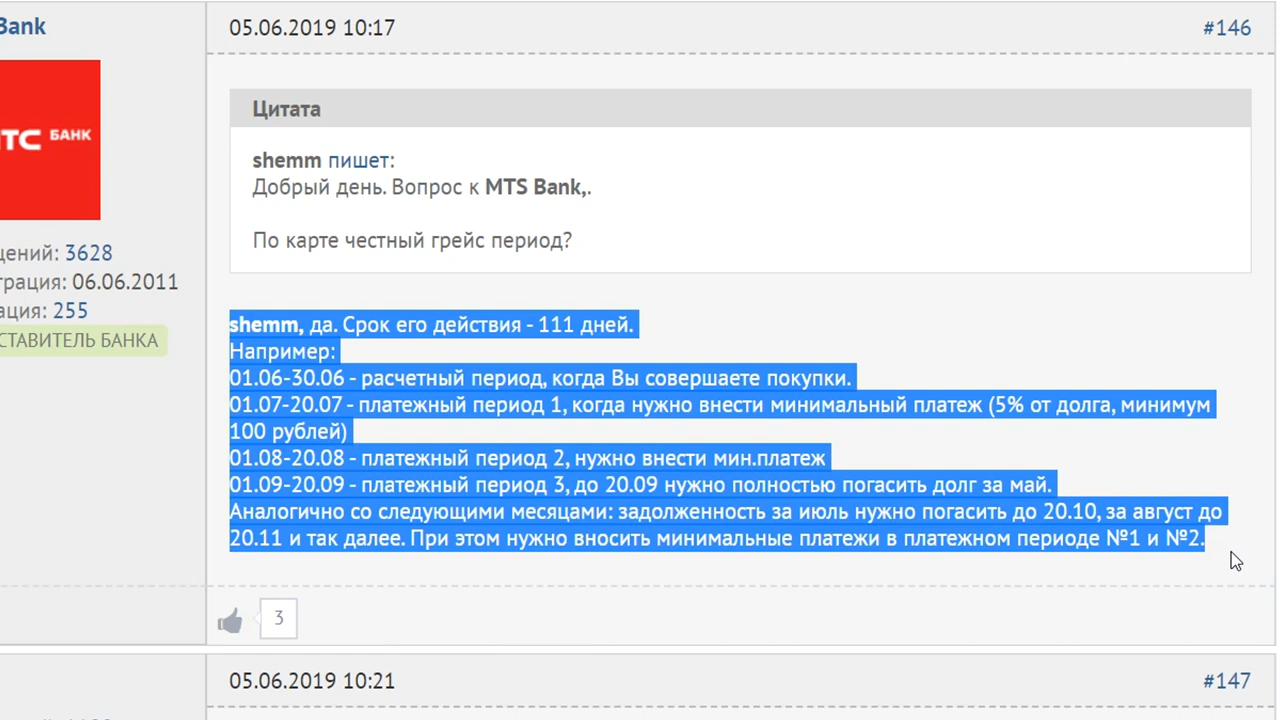 Bank
05.06.2019 10:17
#146
МТС БАНК
Цитата
shemm пишет:
Добрый день. Вопрос к MTS Bank,.
По карте честный грейс период?
щений: 3628
трация: 06.06.2011
ация: 255
СТАВИТЕЛЬ БАНКА
shemm, да. Срок его действия - 111 дней.
Например:
01.06-30.06 - расчетный период, когда Вы совершаете покупки.
01.07-20.07 - платежный период 1, когда нужно внести минимальный платеж (5% от долга, минимум
100 рублей)
01.08-20.08 - платежный период 2, нужно внести мин.платеж
01.09-20.09 - платежный период 3, до 20.09 нужно полностью погасить долг за май.
Аналогично со следующими месяцами: задолженность за июль нужно погасить до 20.10, за август до
20.11 и так далее. При этом нужно вносить минимальные платежи в платежном периоде №1 и №2.
3
05.06.2019 10:21
#147